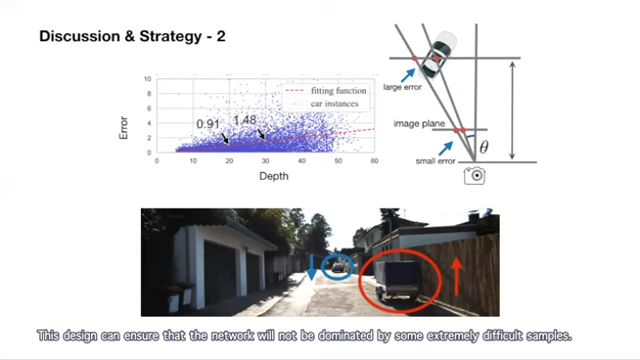 Discussion & Strategy - 2
10
8
6
4
2
0
Error
0
10
20
30
40
50
60
Depth
fitting function
car instances
0.91
1.48
large error
image plane
small error
θ
This design can ensure that the network will not be dominated by some extremely difficult samples.